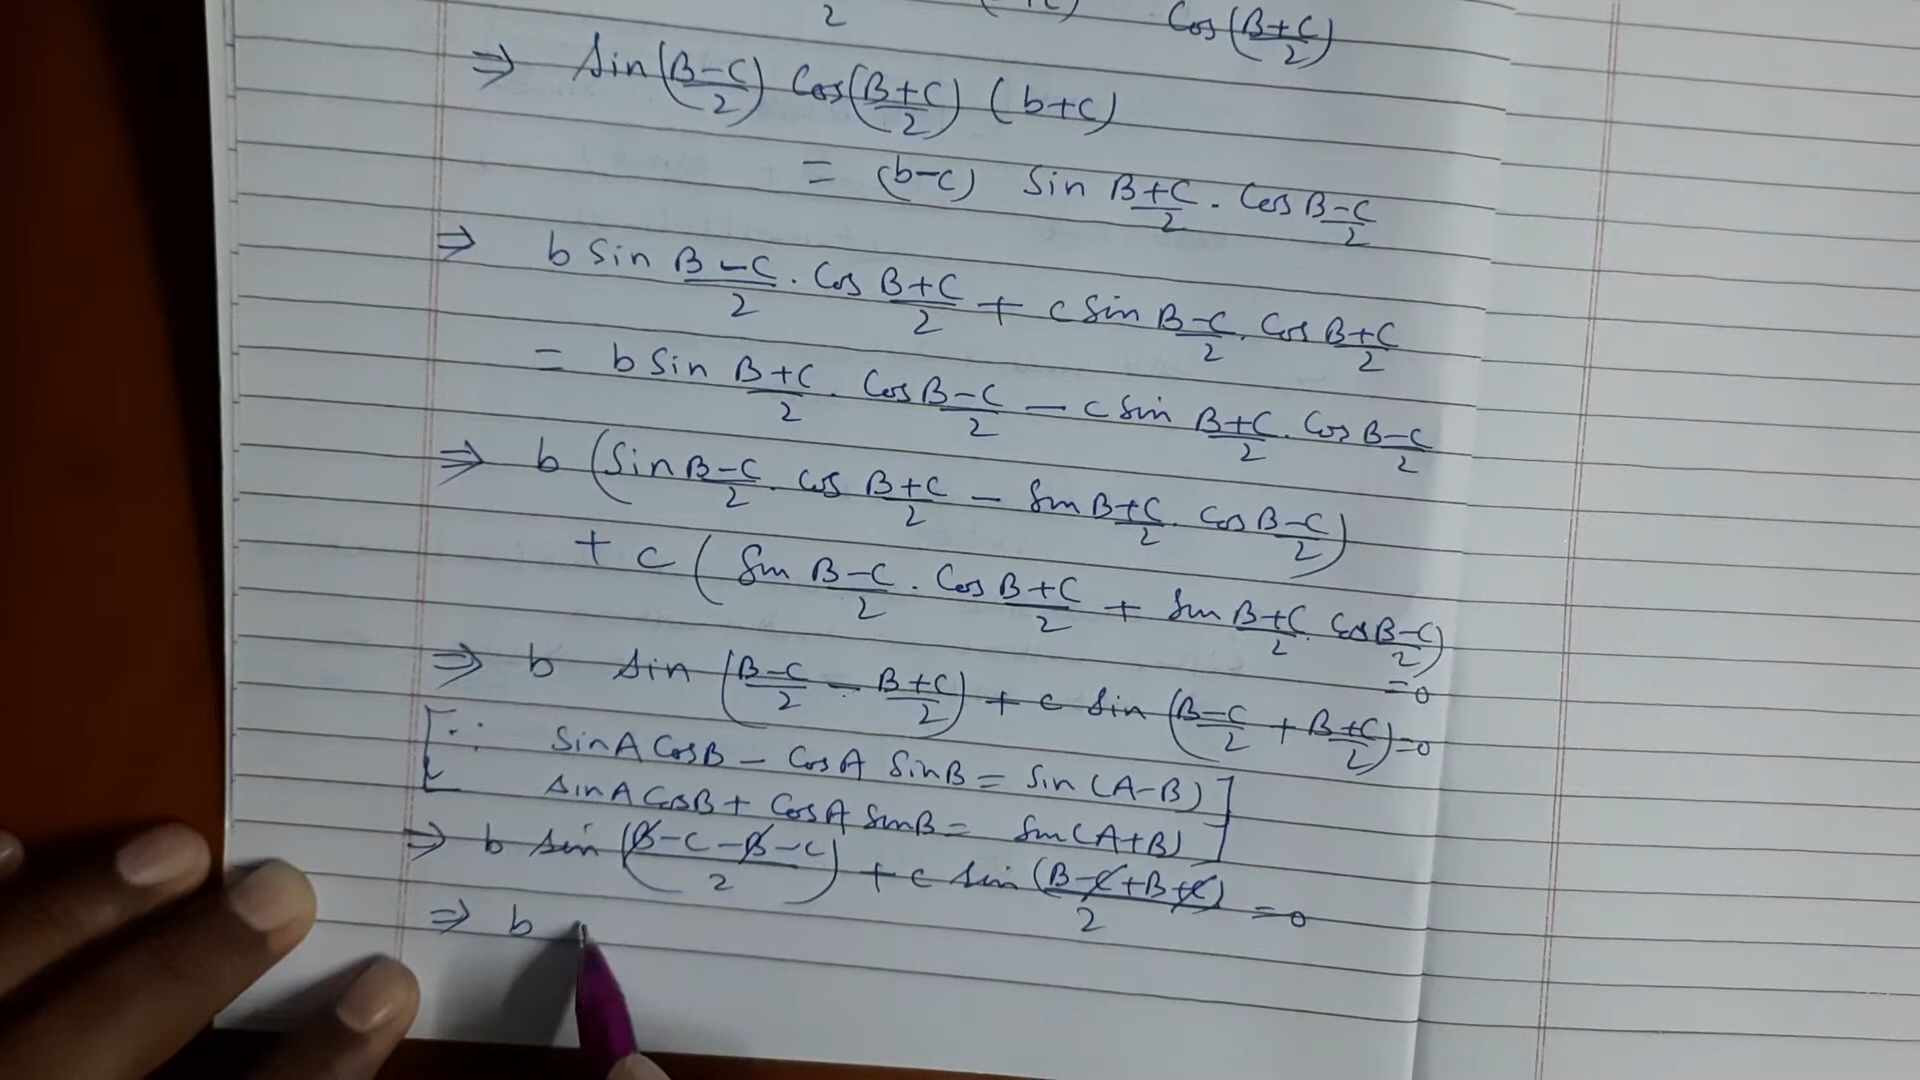 2 Cos(B+C/2)
⇒ Sin(B-C/2) Cos(B+C/2) (b+c)
= (b-c) Sin B+C/2 . Cos B-C/2
⇒ b Sin B-C/2 . Cos B+C/2 + c Sin B-C/2 . Cos B+C/2
= b Sin B+C/2 . Cos B-C/2 - c Sin B+C/2 . Cos B-C/2
⇒ b (Sin B-C/2 . Cos B+C/2 - Sin B+C/2 . Cos B-C/2)
+ c (Sin B-C/2 . Cos B+C/2 + Sin B+C/2 . Cos B-C/2)
=0
⇒ b Sin (B-C/2 - B+C/2) + c Sin (B-C/2 + B+C/2)=0
[∵ SinA CosB - CosA SinB = Sin (A-B)
SinA CosB + CosA SinB = Sin(A+B)]
⇒ b Sin (B-C-B-C/2) + c Sin (B-C+B+C/2) =0
⇒ b